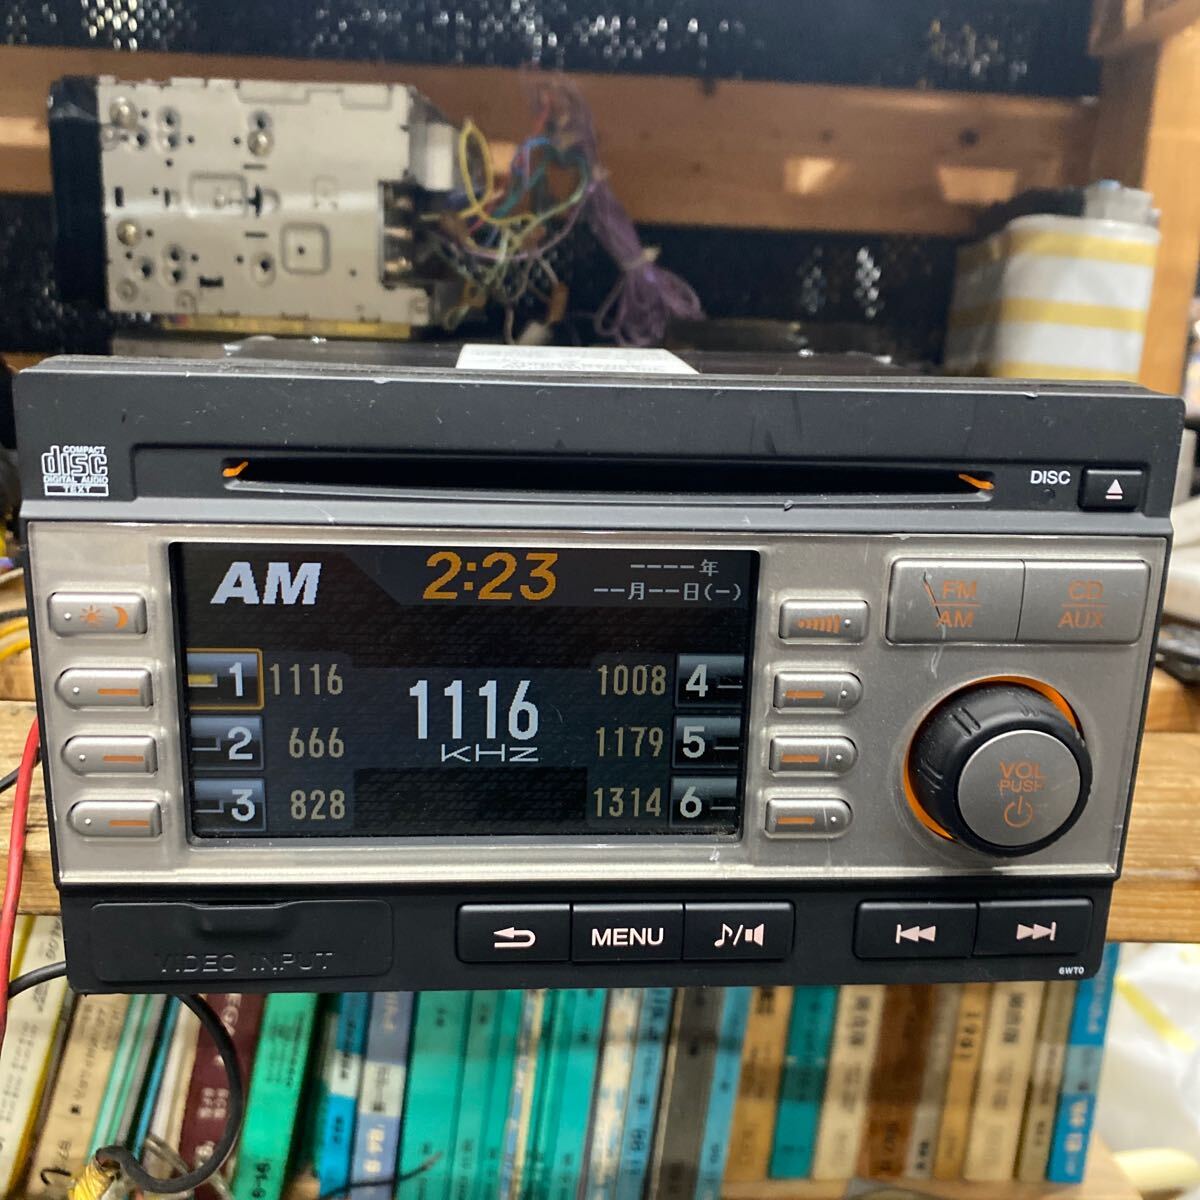 COMPACT
disc
DIGITAL AUDIO
TEXT
DISC
AM
2:23
----年
--月--日(-)
1 1116
2 666
3 828
1116
KHZ
1008 4
1179 5
1314 6
FM
AM
CD
AUX
VOL
PUSH
VIDEO INPUT
MENU
6WT0